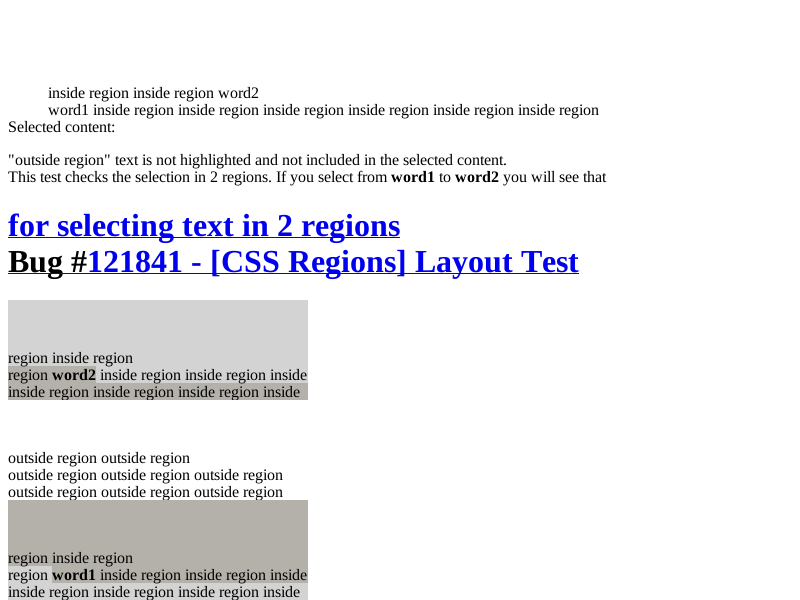 inside region inside region word2
word1 inside region inside region inside region inside region inside region inside region
Selected content:
"outside region" text is not highlighted and not included in the selected content.
This test checks the selection in 2 regions. If you select from word1 to word2 you will see that
for selecting text in 2 regions
Bug #121841 - [CSS Regions] Layout Test
region inside region
region word2 inside region inside region inside
inside region inside region inside region inside
outside region outside region
outside region outside region outside region
outside region outside region outside region
region inside region
region word1 inside region inside region inside
inside region inside region inside region inside